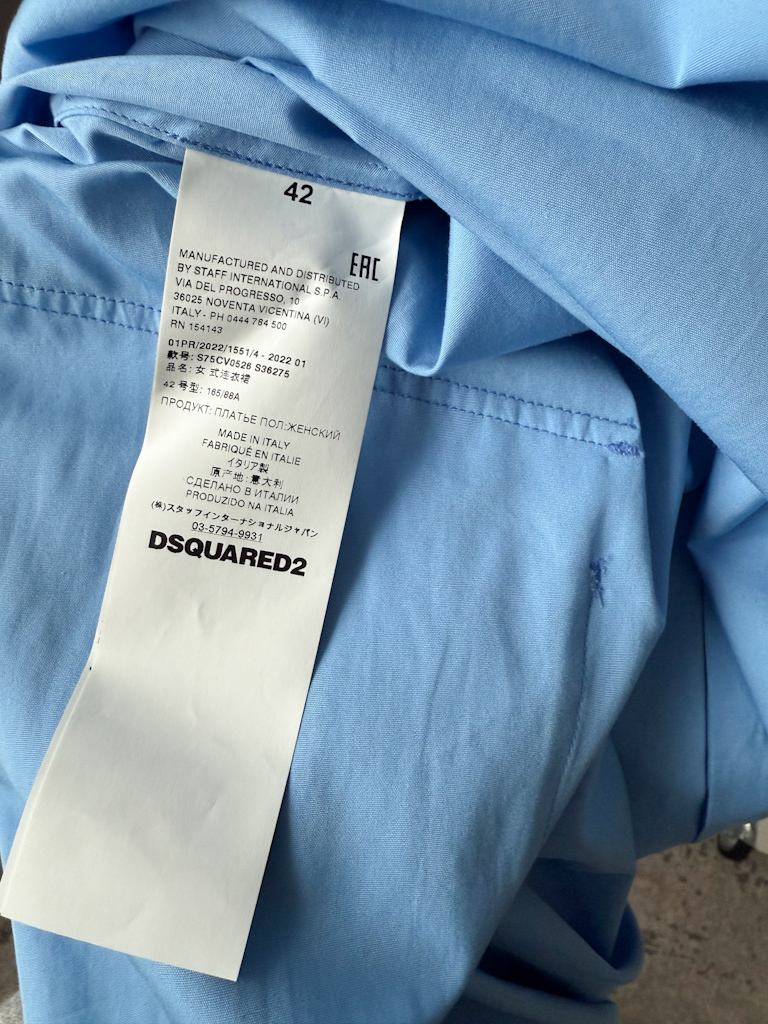 42
EAC
MANUFACTURED AND DISTRIBUTED
BY STAFF INTERNATIONAL S.P.A.
VIA DEL PROGRESSO, 10
36025 NOVENTA VICENTINA (VI)
ITALY - PH 0444 784 500
RN 154143
01PR/2022/1551/4 - 2022 01
款号: S75CV0526 S36275
品名: 女 式连衣裙
42 号型: 165/88A
ПРОДУКТ: ПЛАТЬЕ ПОЛ:ЖЕНСКИЙ
MADE IN ITALY
FABRIQUÉ EN ITALIE
イタリア製
原产地: 意大利
СДЕЛАНО В ИТАЛИИ
PRODUZIDO NA ITALIA
(株)スタッフインターナショナルジャパン
03-5794-9931
DSQUARED2